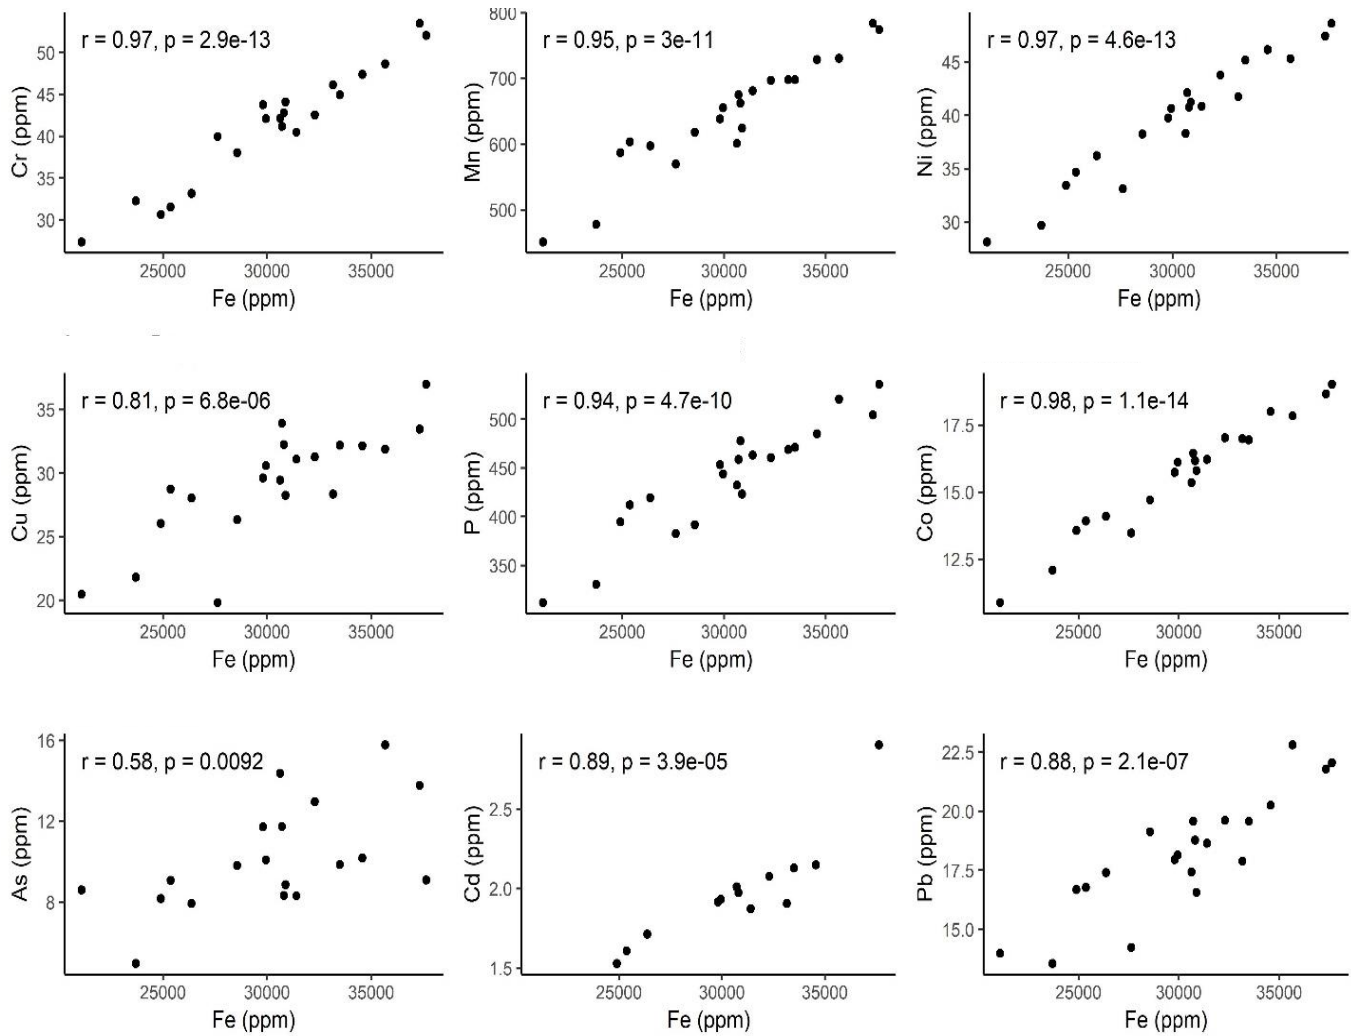 r = 0.97, p = 2.9e-13
Cr (ppm)
50
45
40
35
30
25000 30000 35000
Fe (ppm)
800
r = 0.95, p = 3e-11
Mn (ppm)
700
600
500
25000 30000 35000
Fe (ppm)
r = 0.97, p = 4.6e-13
Ni (ppm)
45
40
35
30
25000 30000 35000
Fe (ppm)
r = 0.81, p = 6.8e-06
Cu (ppm)
35
30
25
20
25000 30000 35000
Fe (ppm)
r = 0.94, p = 4.7e-10
P (ppm)
500
450
400
350
25000 30000 35000
Fe (ppm)
r = 0.98, p = 1.1e-14
Co (ppm)
17.5
15.0
12.5
25000 30000 35000
Fe (ppm)
16
r = 0.58, p = 0.0092
As (ppm)
12
8
25000 30000 35000
Fe (ppm)
r = 0.89, p = 3.9e-05
Cd (ppm)
2.5
2.0
1.5
25000 30000 35000
Fe (ppm)
22.5
r = 0.88, p = 2.1e-07
Pb (ppm)
20.0
17.5
15.0
25000 30000 35000
Fe (ppm)